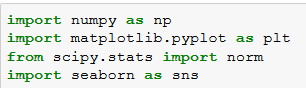 import numpy as np
import matplotlib.pyplot as plt
from scipy.stats import norm
import seaborn as sns